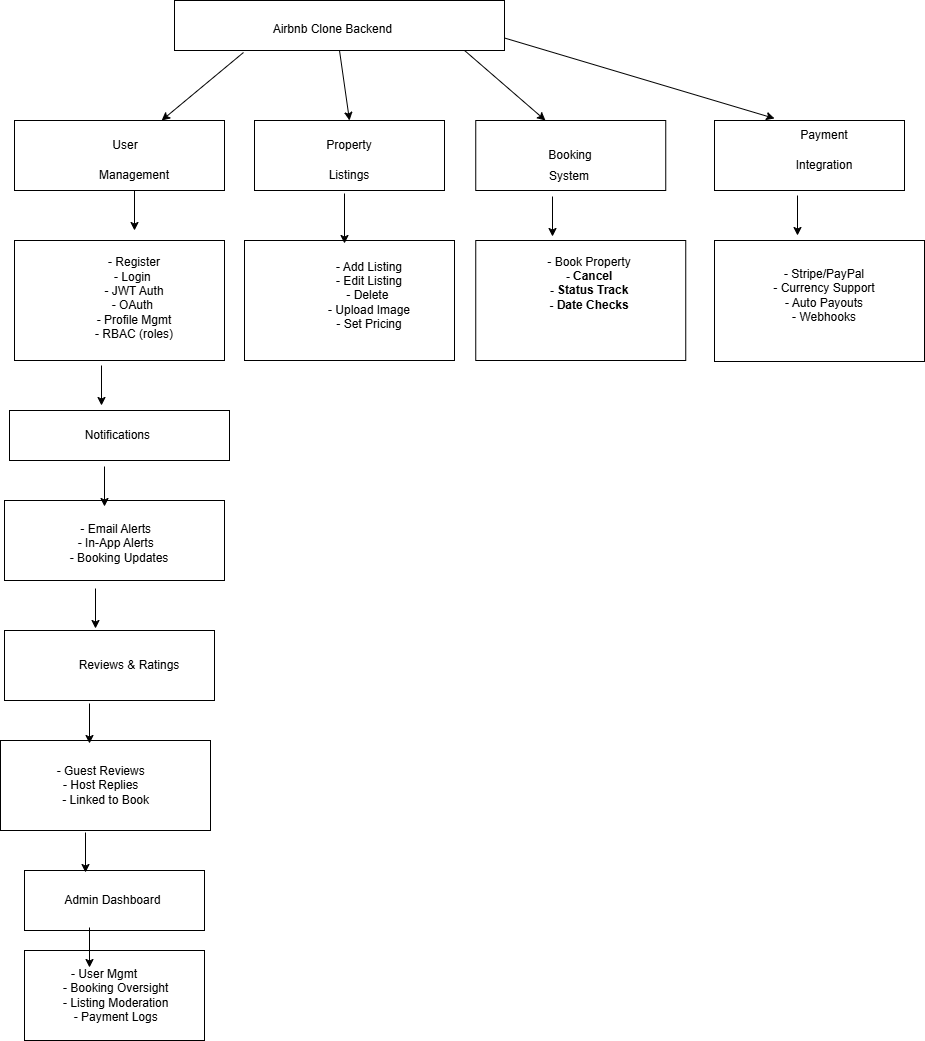 Airbnb Clone Backend
User
Management
Property
Listings
Booking
System
Payment
Integration
- Register
- Login
- JWT Auth
- OAuth
- Profile Mgmt
- RBAC (roles)
- Add Listing
- Edit Listing
- Delete
- Upload Image
- Set Pricing
- Book Property
- Cancel
- Status Track
- Date Checks
- Stripe/PayPal
- Currency Support
- Auto Payouts
- Webhooks
Notifications
- Email Alerts
- In-App Alerts
- Booking Updates
Reviews & Ratings
- Guest Reviews
- Host Replies
- Linked to Book
Admin Dashboard
- User Mgmt
- Booking Oversight
- Listing Moderation
- Payment Logs